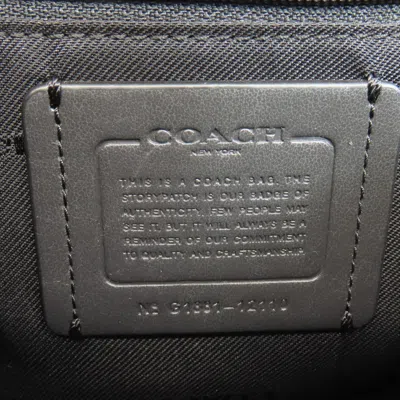 COACH
NEW YORK
THIS IS A COACH BAG. THE
STORYPATCH IS OUR BADGE OF
AUTHENTICITY. FEW PEOPLE MAY
SEE IT, BUT IT WILL ALWAYS BE A
REMINDER OF OUR COMMITMENT
TO QUALITY AND CRAFTSMANSHIP.
No